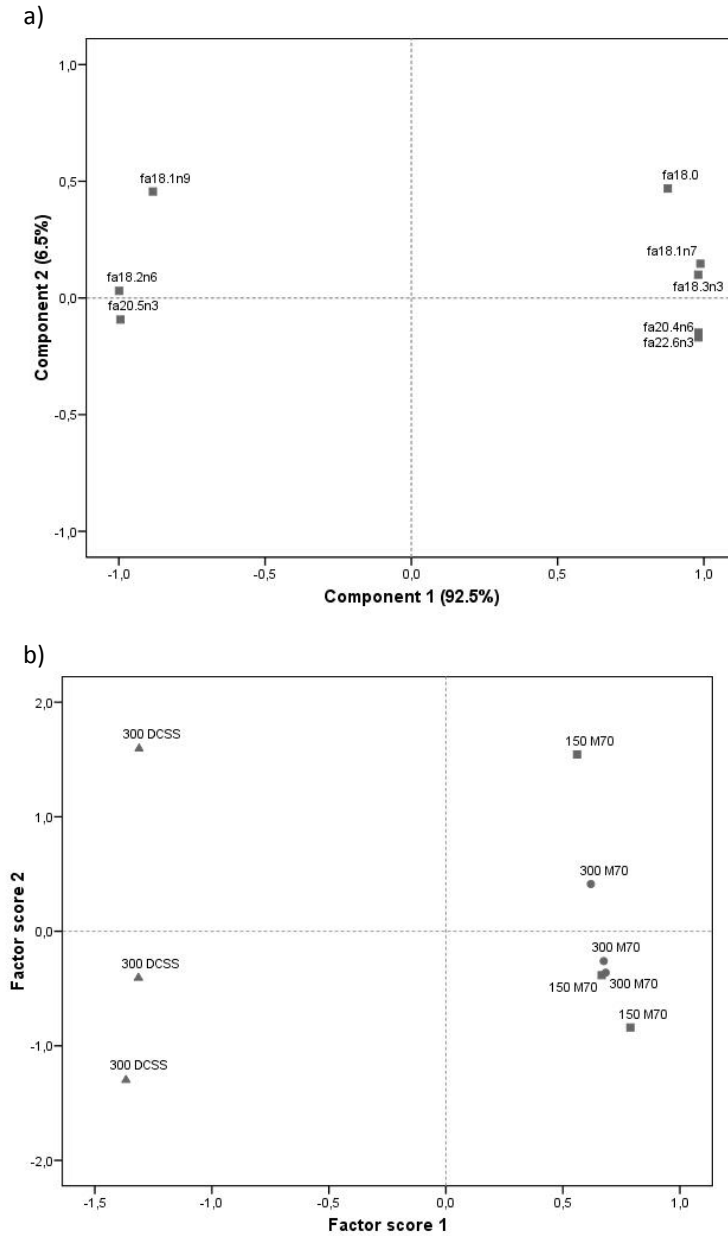 a)
1,0
fa18.1n9
fa18.0
0,5
fa18.1n7
fa18.2n6
fa18.3n3
0,0
fa20.5n3
fa20.4n6
fa22.6n3
-0,5
-1,0
Component 2 (6.5%)
-1,0 -0,5 0,0 0,5 1,0
Component 1 (92.5%)
b)
2,0
300 DCSS
150 M70
1,0
300 M70
0,0
300 M70
300 DCSS
150 M70 300 M70
150 M70
-1,0
300 DCSS
-2,0
Factor score 2
-1,5 -1,0 -0,5 0,0 0,5 1,0
Factor score 1